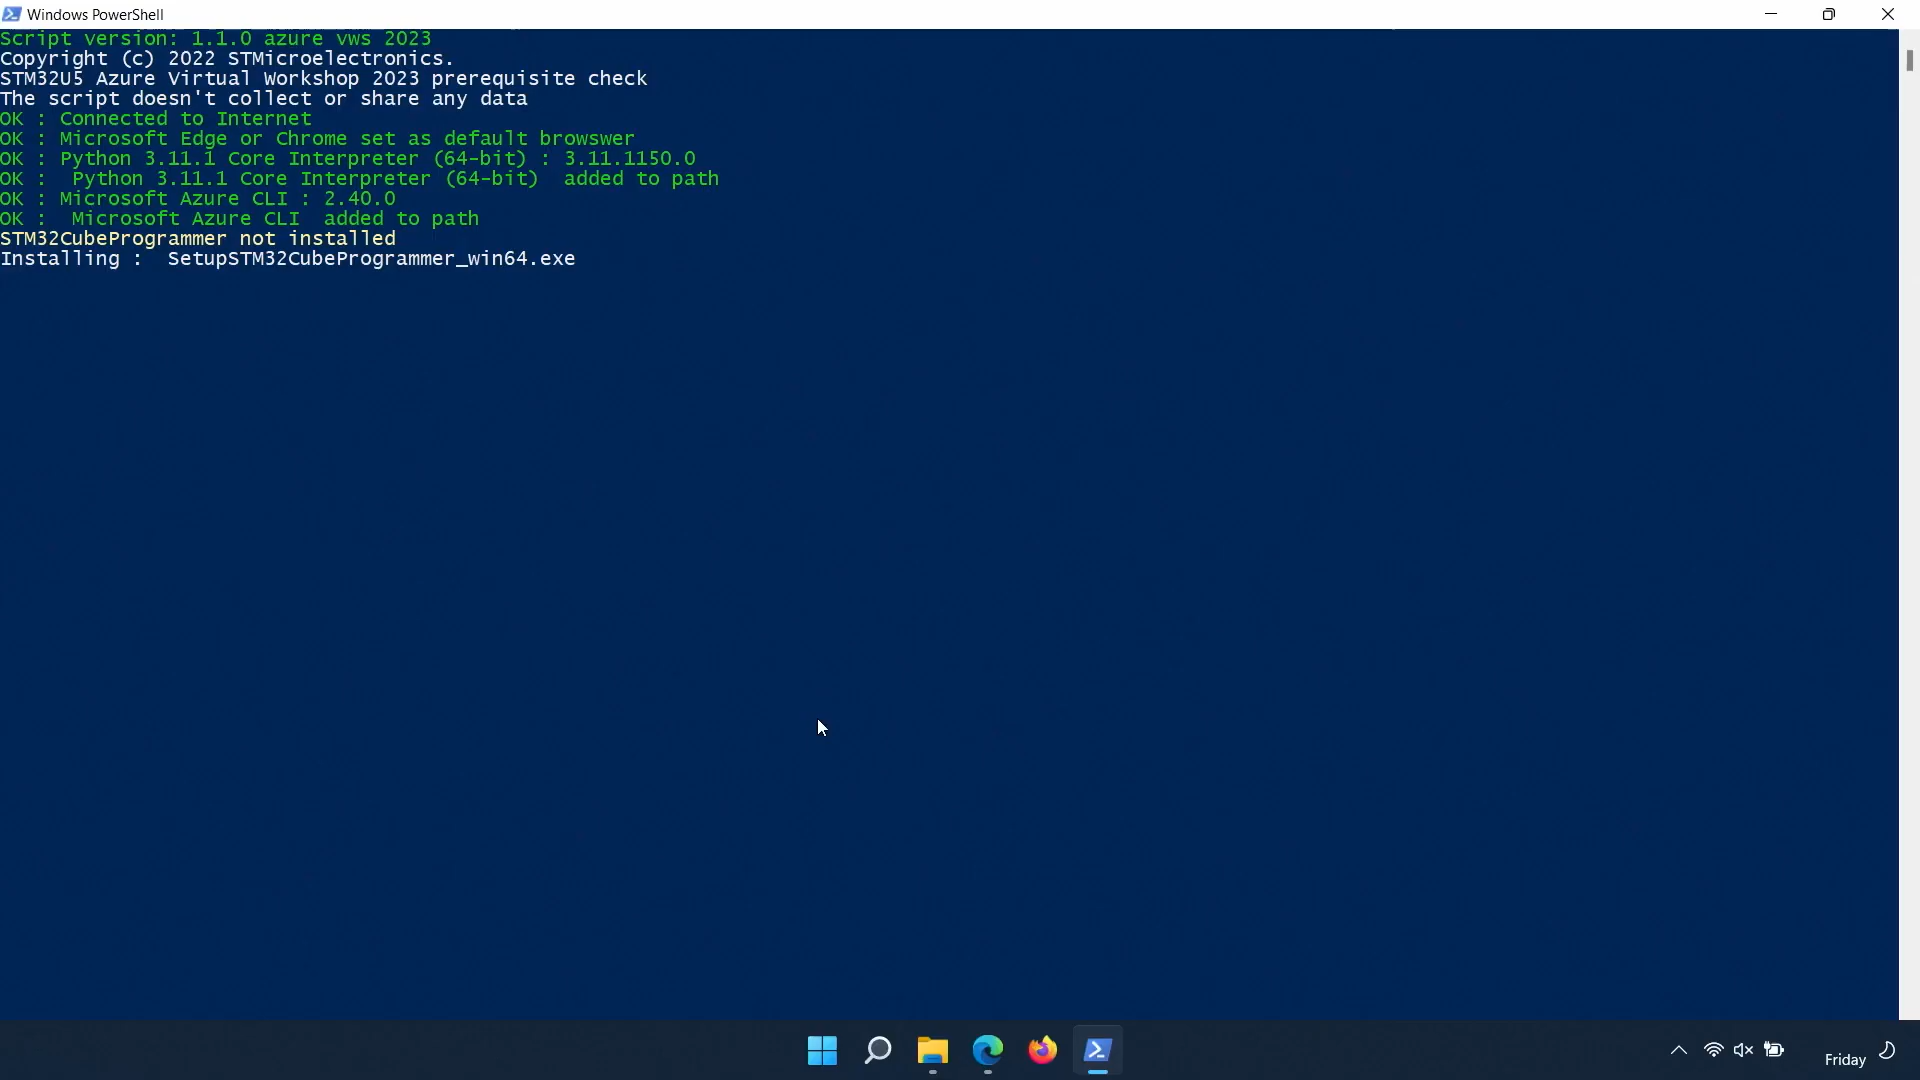 Windows PowerShell
Script version: 1.1.0 azure vws 2023
Copyright (c) 2022 STMicroelectronics.
STM32U5 Azure Virtual Workshop 2023 prerequisite check
The script doesn't collect or share any data
OK : Connected to Internet
OK : Microsoft Edge or Chrome set as default browswer
OK : Python 3.11.1 Core Interpreter (64-bit) : 3.11.1150.0
OK :  Python 3.11.1 Core Interpreter (64-bit)  added to path
OK : Microsoft Azure CLI : 2.40.0
OK :  Microsoft Azure CLI  added to path
STM32CubeProgrammer not installed
Installing :  SetupSTM32CubeProgrammer_win64.exe
Friday